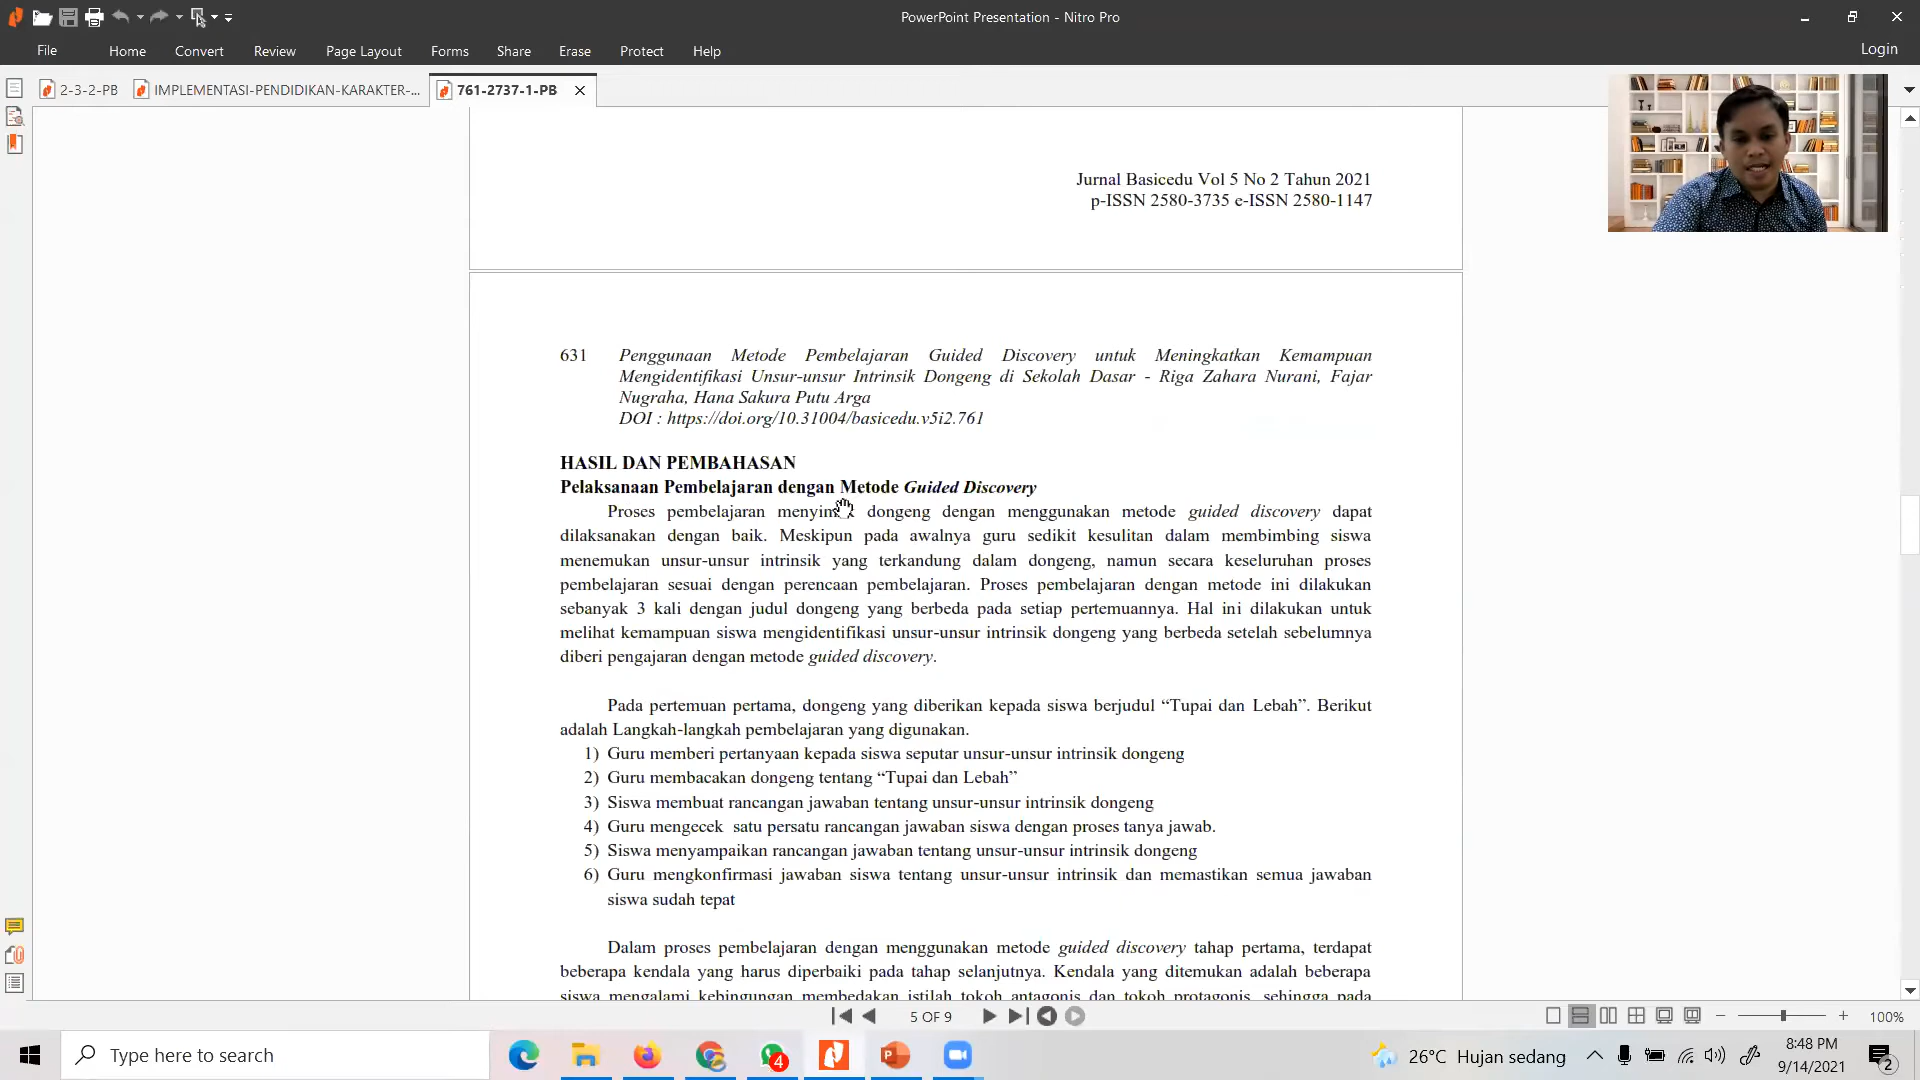 PowerPoint Presentation - Nitro Pro
File Home Convert Review Page Layout Forms Share Erase Protect Help Login
2-3-2-PB IMPLEMENTASI-PENDIDIKAN-KARAKTER-... 761-2737-1-PB
Jurnal Basicedu Vol 5 No 2 Tahun 2021
p-ISSN 2580-3735 e-ISSN 2580-1147
631 Penggunaan Metode Pembelajaran Guided Discovery untuk Meningkatkan Kemampuan
Mengidentifikasi Unsur-unsur Intrinsik Dongeng di Sekolah Dasar - Riga Zahara Nurani, Fajar
Nugraha, Hana Sakura Putu Arga
DOI : https://doi.org/10.31004/basicedu.v5i2.761
HASIL DAN PEMBAHASAN
Pelaksanaan Pembelajaran dengan Metode Guided Discovery
Proses pembelajaran menyimak dongeng dengan menggunakan metode guided discovery dapat
dilaksanakan dengan baik. Meskipun pada awalnya guru sedikit kesulitan dalam membimbing siswa
menemukan unsur-unsur intrinsik yang terkandung dalam dongeng, namun secara keseluruhan proses
pembelajaran sesuai dengan perencaan pembelajaran. Proses pembelajaran dengan metode ini dilakukan
sebanyak 3 kali dengan judul dongeng yang berbeda pada setiap pertemuannya. Hal ini dilakukan untuk
melihat kemampuan siswa mengidentifikasi unsur-unsur intrinsik dongeng yang berbeda setelah sebelumnya
diberi pengajaran dengan metode guided discovery.
Pada pertemuan pertama, dongeng yang diberikan kepada siswa berjudul “Tupai dan Lebah”. Berikut
adalah Langkah-langkah pembelajaran yang digunakan.
1) Guru memberi pertanyaan kepada siswa seputar unsur-unsur intrinsik dongeng
2) Guru membacakan dongeng tentang “Tupai dan Lebah”
3) Siswa membuat rancangan jawaban tentang unsur-unsur intrinsik dongeng
4) Guru mengecek satu persatu rancangan jawaban siswa dengan proses tanya jawab.
5) Siswa menyampaikan rancangan jawaban tentang unsur-unsur intrinsik dongeng
6) Guru mengkonfirmasi jawaban siswa tentang unsur-unsur intrinsik dan memastikan semua jawaban
siswa sudah tepat
Dalam proses pembelajaran dengan menggunakan metode guided discovery tahap pertama, terdapat
beberapa kendala yang harus diperbaiki pada tahap selanjutnya. Kendala yang ditemukan adalah beberapa
siswa mengalami kebingungan membedakan istilah tokoh antagonis dan tokoh protagonis, sehingga pada
5 OF 9
100%
Type here to search
4
26°C Hujan sedang
8:48 PM
9/14/2021
2